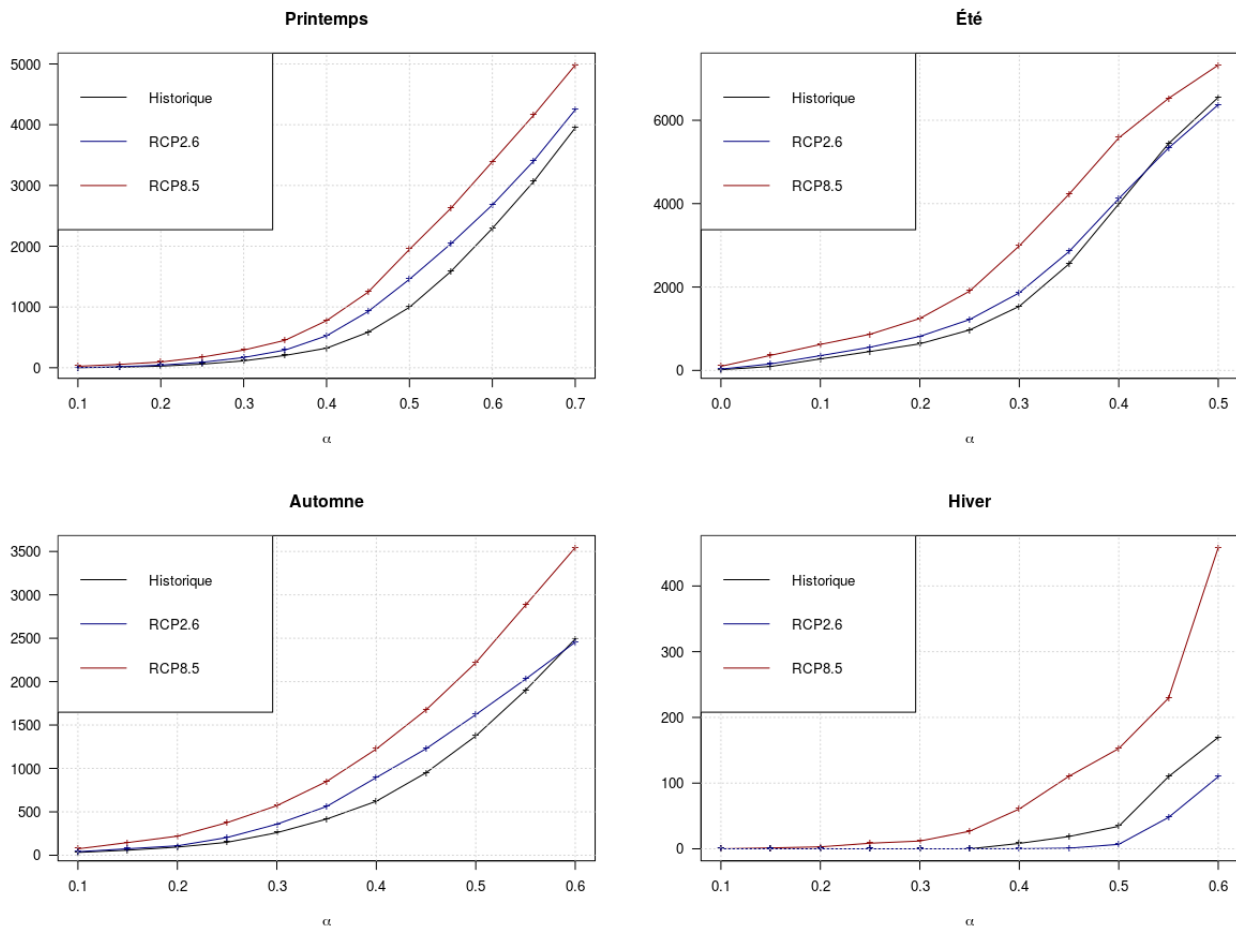 Printemps
5000
4000
3000
2000
1000
0
Historique
RCP2.6
RCP8.5
0.1 0.2 0.3 0.4 0.5 0.6 0.7
α
Été
6000
4000
2000
0
Historique
RCP2.6
RCP8.5
0.0 0.1 0.2 0.3 0.4 0.5
α
Automne
3500
3000
2500
2000
1500
1000
500
0
Historique
RCP2.6
RCP8.5
0.1 0.2 0.3 0.4 0.5 0.6
α
Hiver
400
300
200
100
0
Historique
RCP2.6
RCP8.5
0.1 0.2 0.3 0.4 0.5 0.6
α